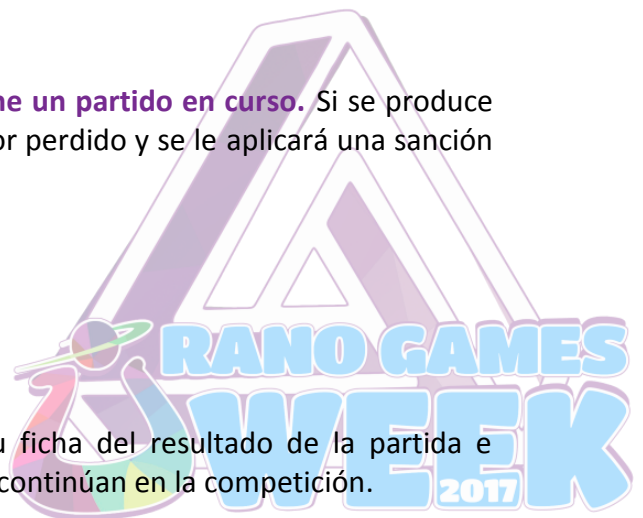 ne un partido en curso. Si se produce
or perdido y se le aplicará una sanción
URANO GAMES
WEEK
2017
u ficha del resultado de la partida e
continúan en la competición.